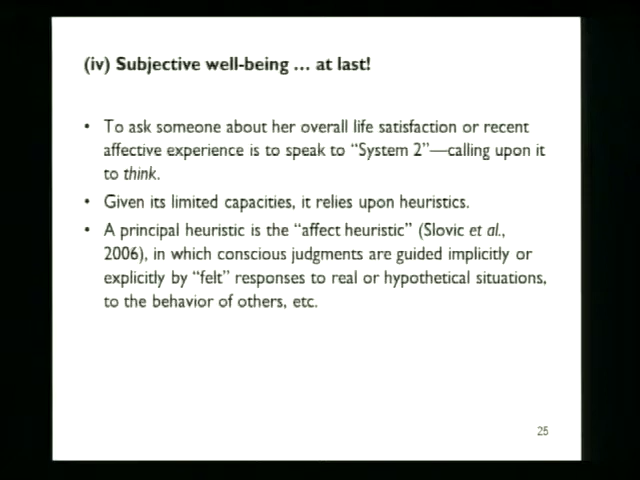 (iv) Subjective well-being … at last!
• To ask someone about her overall life satisfaction or recent
affective experience is to speak to “System 2”—calling upon it
to think.
• Given its limited capacities, it relies upon heuristics.
• A principal heuristic is the “affect heuristic” (Slovic et al.,
2006), in which conscious judgments are guided implicitly or
explicitly by “felt” responses to real or hypothetical situations,
to the behavior of others, etc.
25